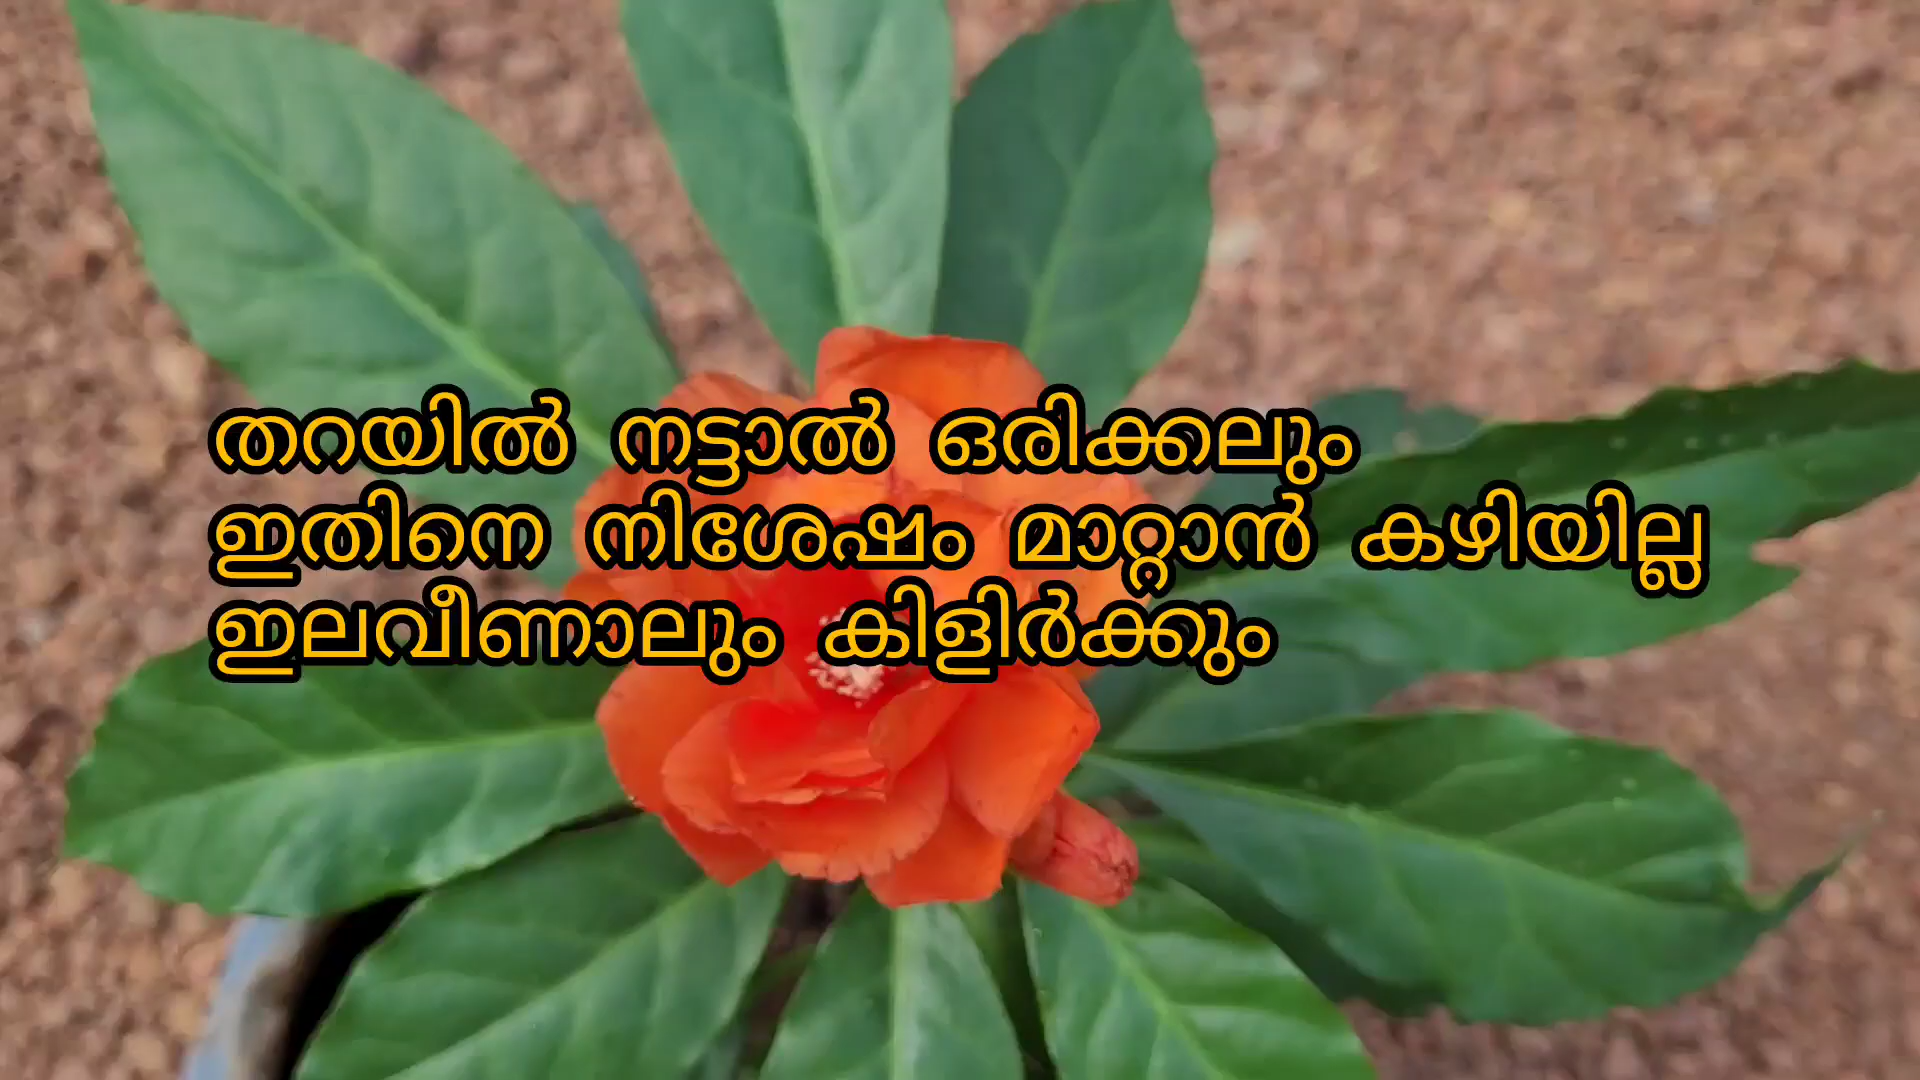 തറയിൽ നട്ടാൽ ഒരിക്കലും
ഇതിനെ നിശേഷം മാറ്റാൻ കഴിയില്ല
ഇലവീണാലും കിളിർക്കും